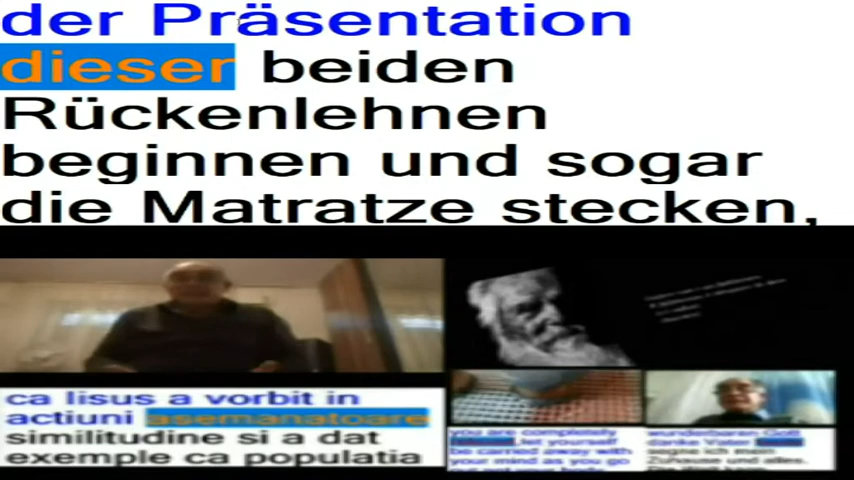 der Präsentation
dieser beiden
Rückenlehnen
beginnen und sogar
die Matratze stecken,
ca Iisus a vorbit in
actiuni asemanatoare
similitudine si a dat
exemple ca populatia
you are completely
let yourself
be carried away with
your mind as you go
wunderbaren Gott
danke Vater
segne ich mein
Zuhause und alles.